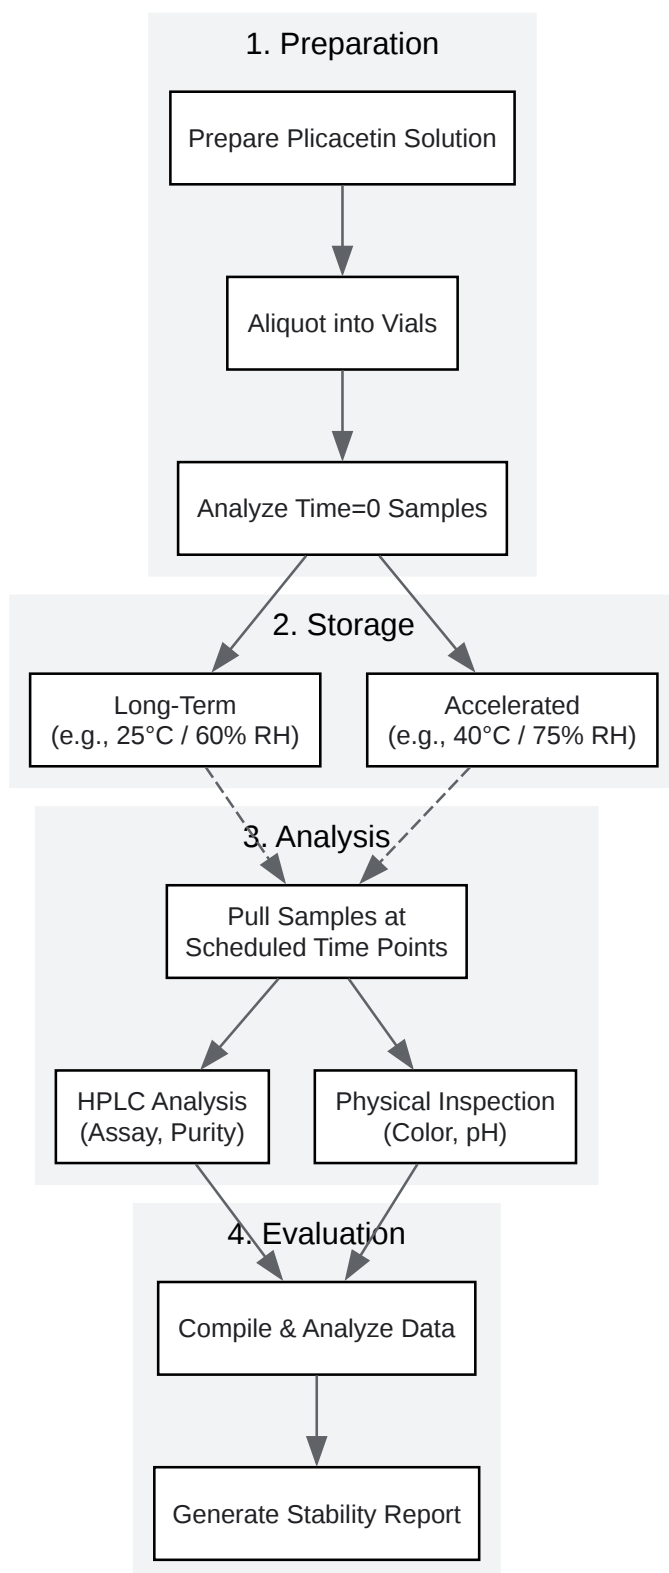 1. Preparation
Prepare Plicacetin Solution
Aliquot into Vials
Analyze Time=0 Samples
2. Storage
Long-Term
(e.g., 25°C / 60% RH)
Accelerated
(e.g., 40°C / 75% RH)
3. Analysis
Pull Samples at
Scheduled Time Points
HPLC Analysis
(Assay, Purity)
Physical Inspection
(Color, pH)
4. Evaluation
Compile & Analyze Data
Generate Stability Report